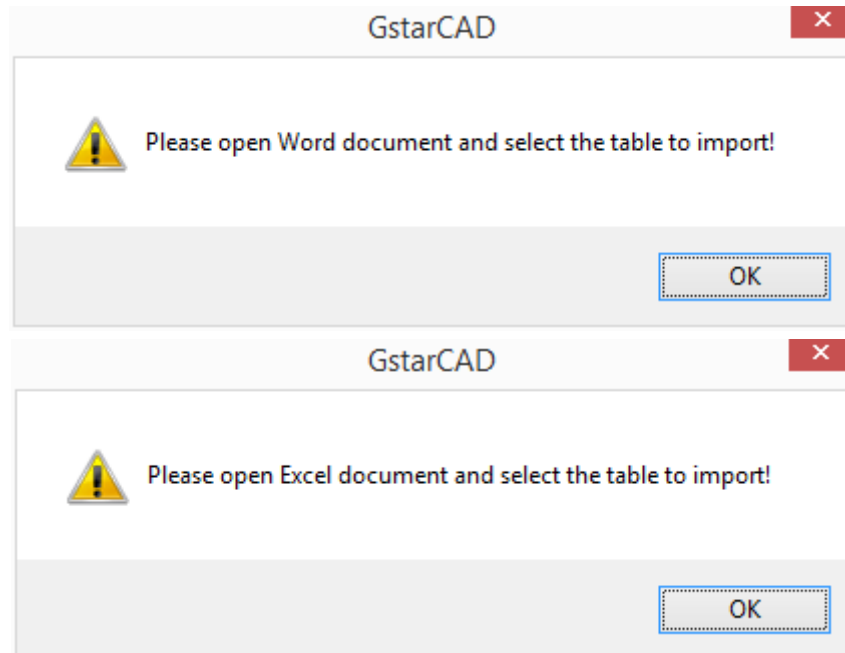 GstarCAD
Please open Word document and select the table to import!
OK
GstarCAD
Please open Excel document and select the table to import!
OK